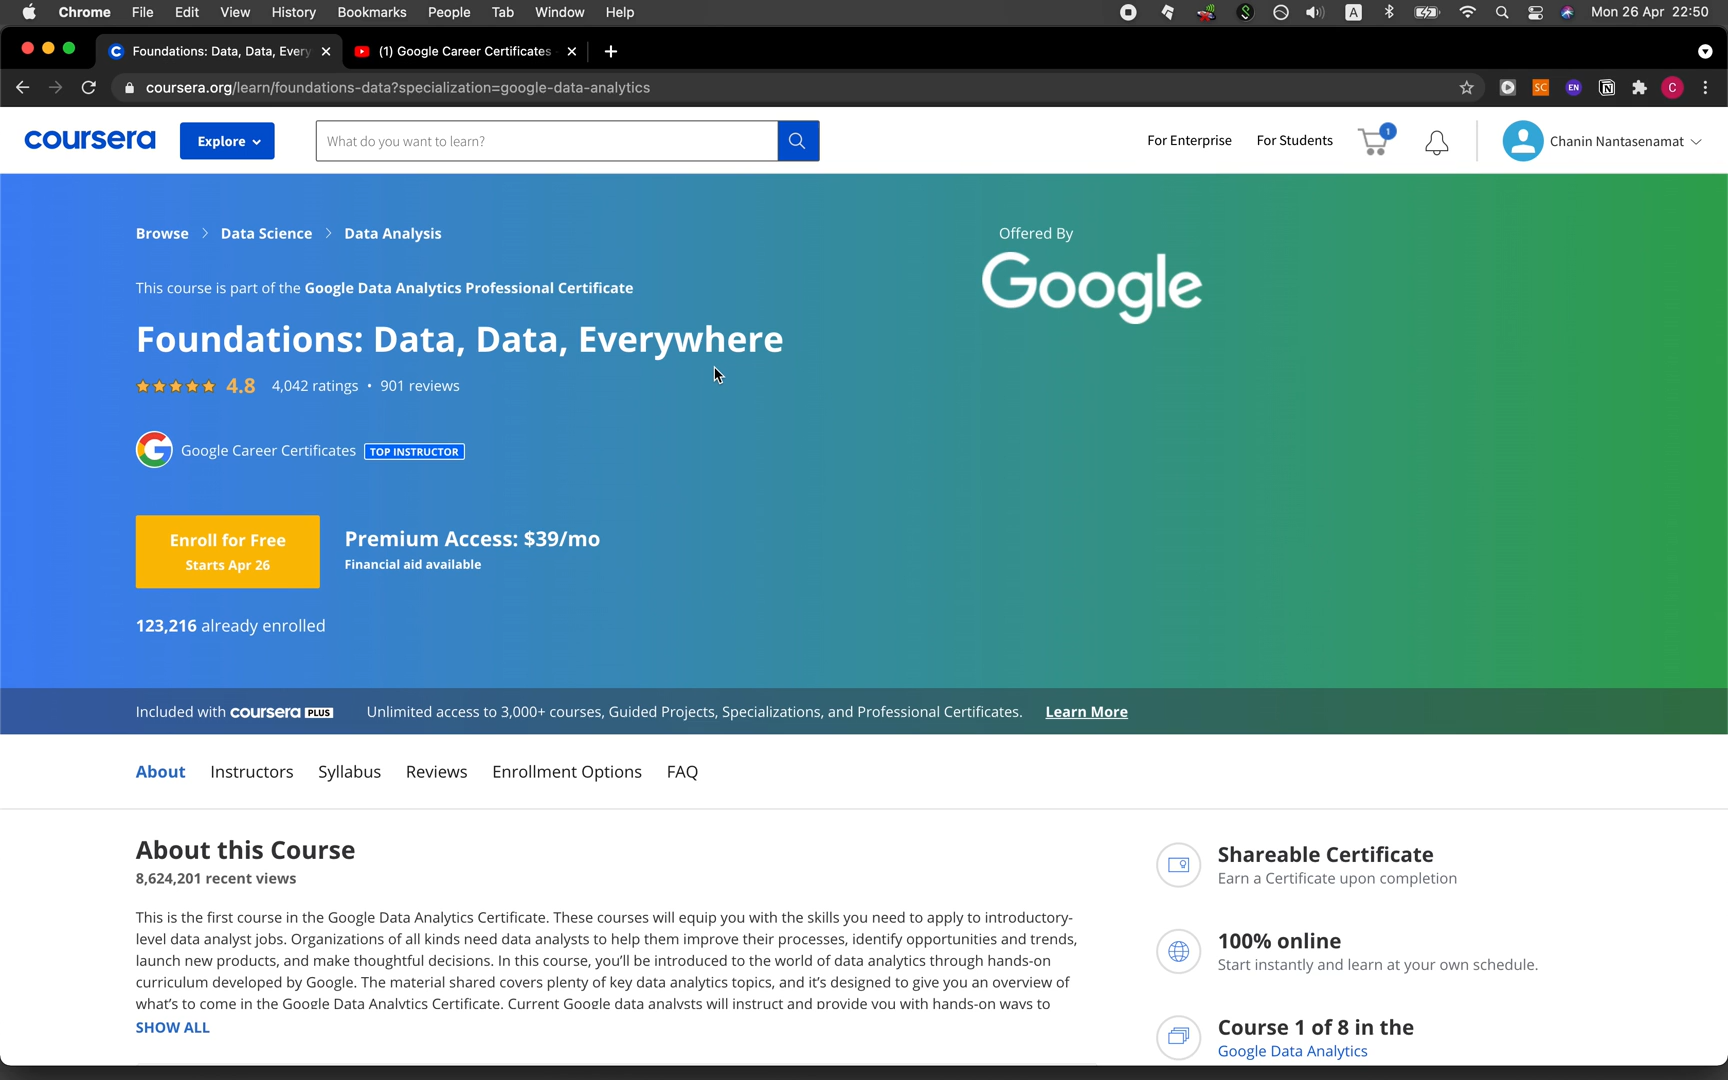 Chrome File Edit View History Bookmarks People Tab Window Help
A
Mon 26 Apr 22:50
Foundations: Data, Data, Every
(1) Google Career Certificates
coursera.org/learn/foundations-data?specialization=google-data-analytics
SC
EN
C
coursera
Explore
What do you want to learn?
For Enterprise
For Students
1
Chanin Nantasenamat
Browse > Data Science > Data Analysis
Offered By
Google
This course is part of the Google Data Analytics Professional Certificate
Foundations: Data, Data, Everywhere
4.8 4,042 ratings • 901 reviews
Google Career Certificates TOP INSTRUCTOR
Enroll for Free
Starts Apr 26
Premium Access: $39/mo
Financial aid available
123,216 already enrolled
Included with coursera PLUS
Unlimited access to 3,000+ courses, Guided Projects, Specializations, and Professional Certificates. Learn More
About Instructors Syllabus Reviews Enrollment Options FAQ
About this Course
8,624,201 recent views
This is the first course in the Google Data Analytics Certificate. These courses will equip you with the skills you need to apply to introductory-
level data analyst jobs. Organizations of all kinds need data analysts to help them improve their processes, identify opportunities and trends,
launch new products, and make thoughtful decisions. In this course, you'll be introduced to the world of data analytics through hands-on
curriculum developed by Google. The material shared covers plenty of key data analytics topics, and it's designed to give you an overview of
what's to come in the Google Data Analytics Certificate. Current Google data analysts will instruct and provide you with hands-on ways to
SHOW ALL
Shareable Certificate
Earn a Certificate upon completion
100% online
Start instantly and learn at your own schedule.
Course 1 of 8 in the
Google Data Analytics